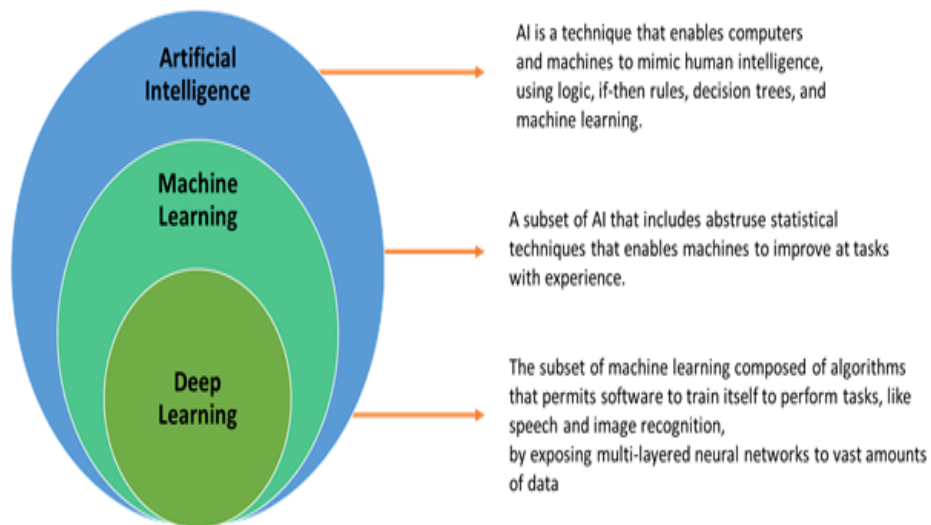 Artificial
Intelligence
AI is a technique that enables computers
and machines to mimic human intelligence,
using logic, if-then rules, decision trees, and
machine learning.
Machine
Learning
A subset of AI that includes abstruse statistical
techniques that enables machines to improve at tasks
with experience.
Deep
Learning
The subset of machine learning composed of algorithms
that permits software to train itself to perform tasks, like
speech and image recognition,
by exposing multi-layered neural networks to vast amounts
of data